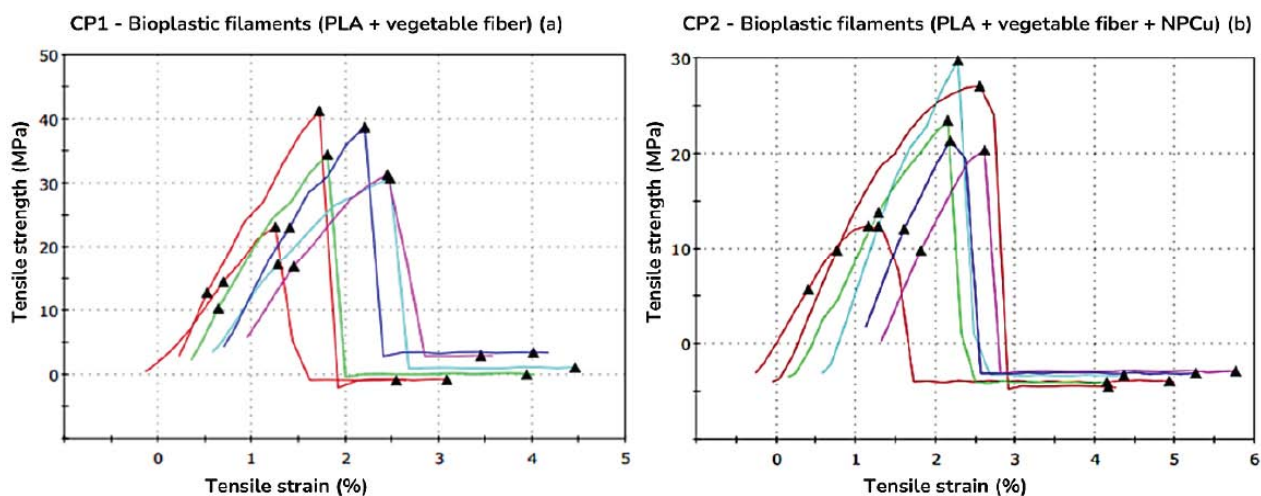 CP1 - Bioplastic filaments (PLA + vegetable fiber) (a)
50
40
30
20
10
0
Tensile strength (MPa)
0 1 2 3 4 5
Tensile strain (%)
CP2 - Bioplastic filaments (PLA + vegetable fiber + NPCu) (b)
30
20
10
0
Tensile strength (MPa)
0 1 2 3 4 5 6
Tensile strain (%)